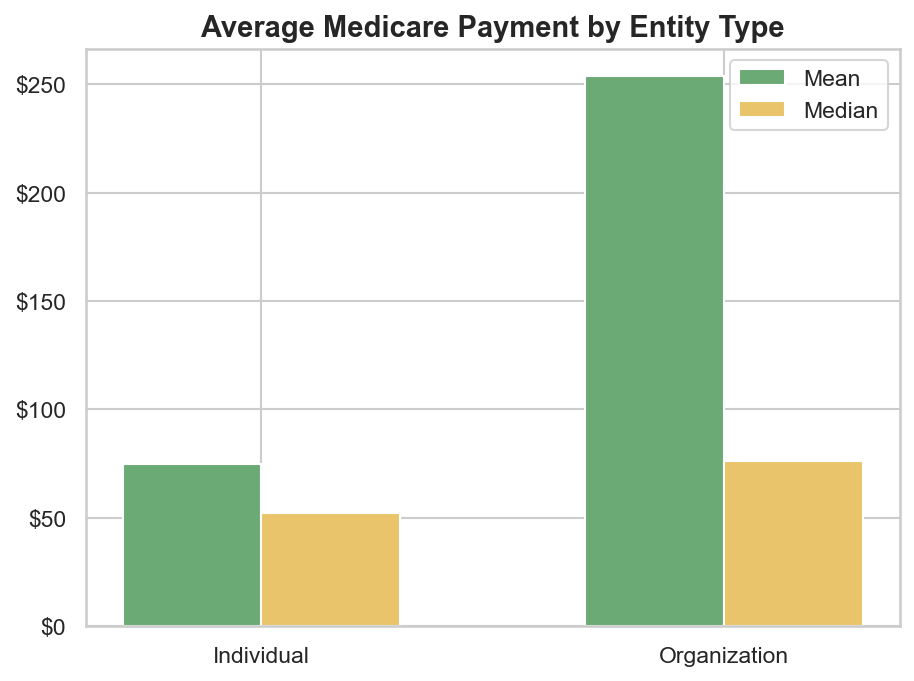 Average Medicare Payment by Entity Type
Mean
Median
$250
$200
$150
$100
$50
$0
Individual
Organization